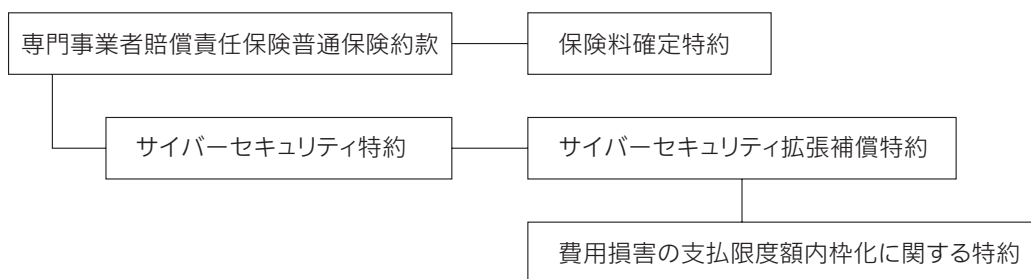 専門事業者賠償責任保険普通保険約款
保険料確定特約
サイバーセキュリティ特約
サイバーセキュリティ拡張補償特約
費用損害の支払限度額内枠化に関する特約